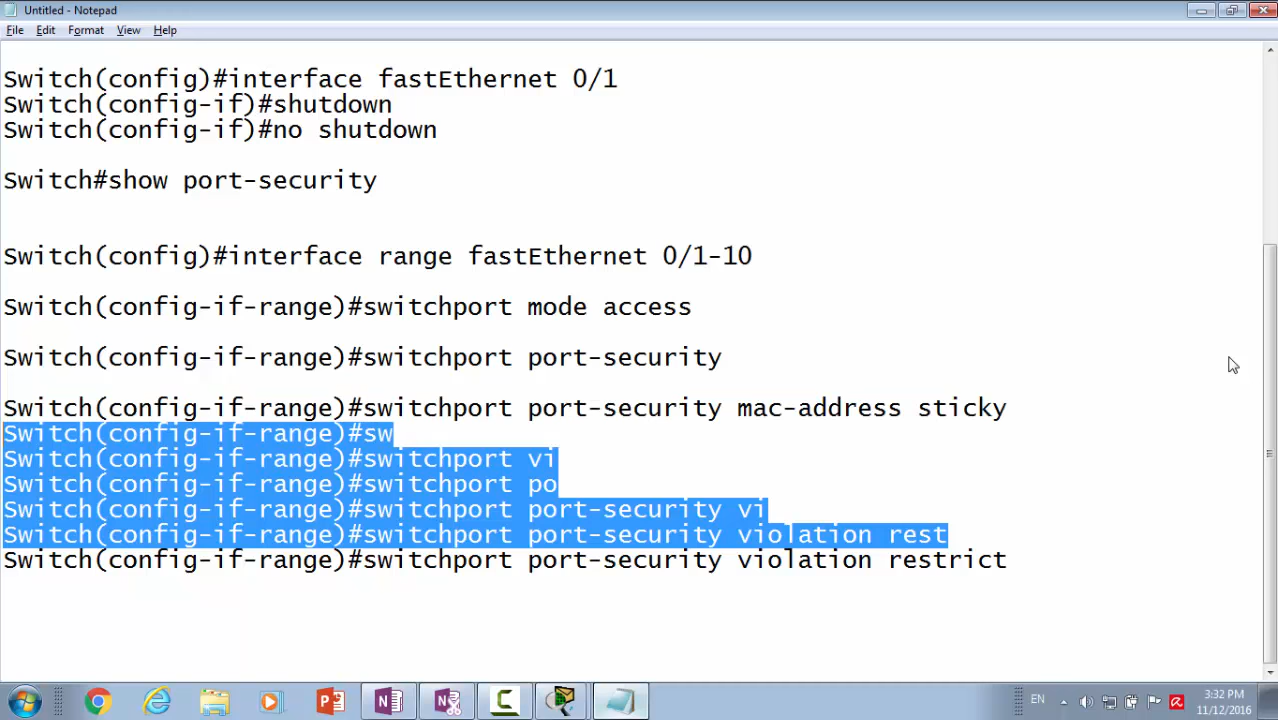 Untitled - Notepad
File Edit Format View Help
Switch(config)#interface fastEthernet 0/1
Switch(config-if)#shutdown
Switch(config-if)#no shutdown
Switch#show port-security
Switch(config)#interface range fastEthernet 0/1-10
Switch(config-if-range)#switchport mode access
Switch(config-if-range)#switchport port-security
Switch(config-if-range)#switchport port-security mac-address sticky
Switch(config-if-range)#sw
Switch(config-if-range)#switchport vi
Switch(config-if-range)#switchport po
Switch(config-if-range)#switchport port-security vi
Switch(config-if-range)#switchport port-security violation rest
Switch(config-if-range)#switchport port-security violation restrict
EN
3:32 PM
11/12/2016